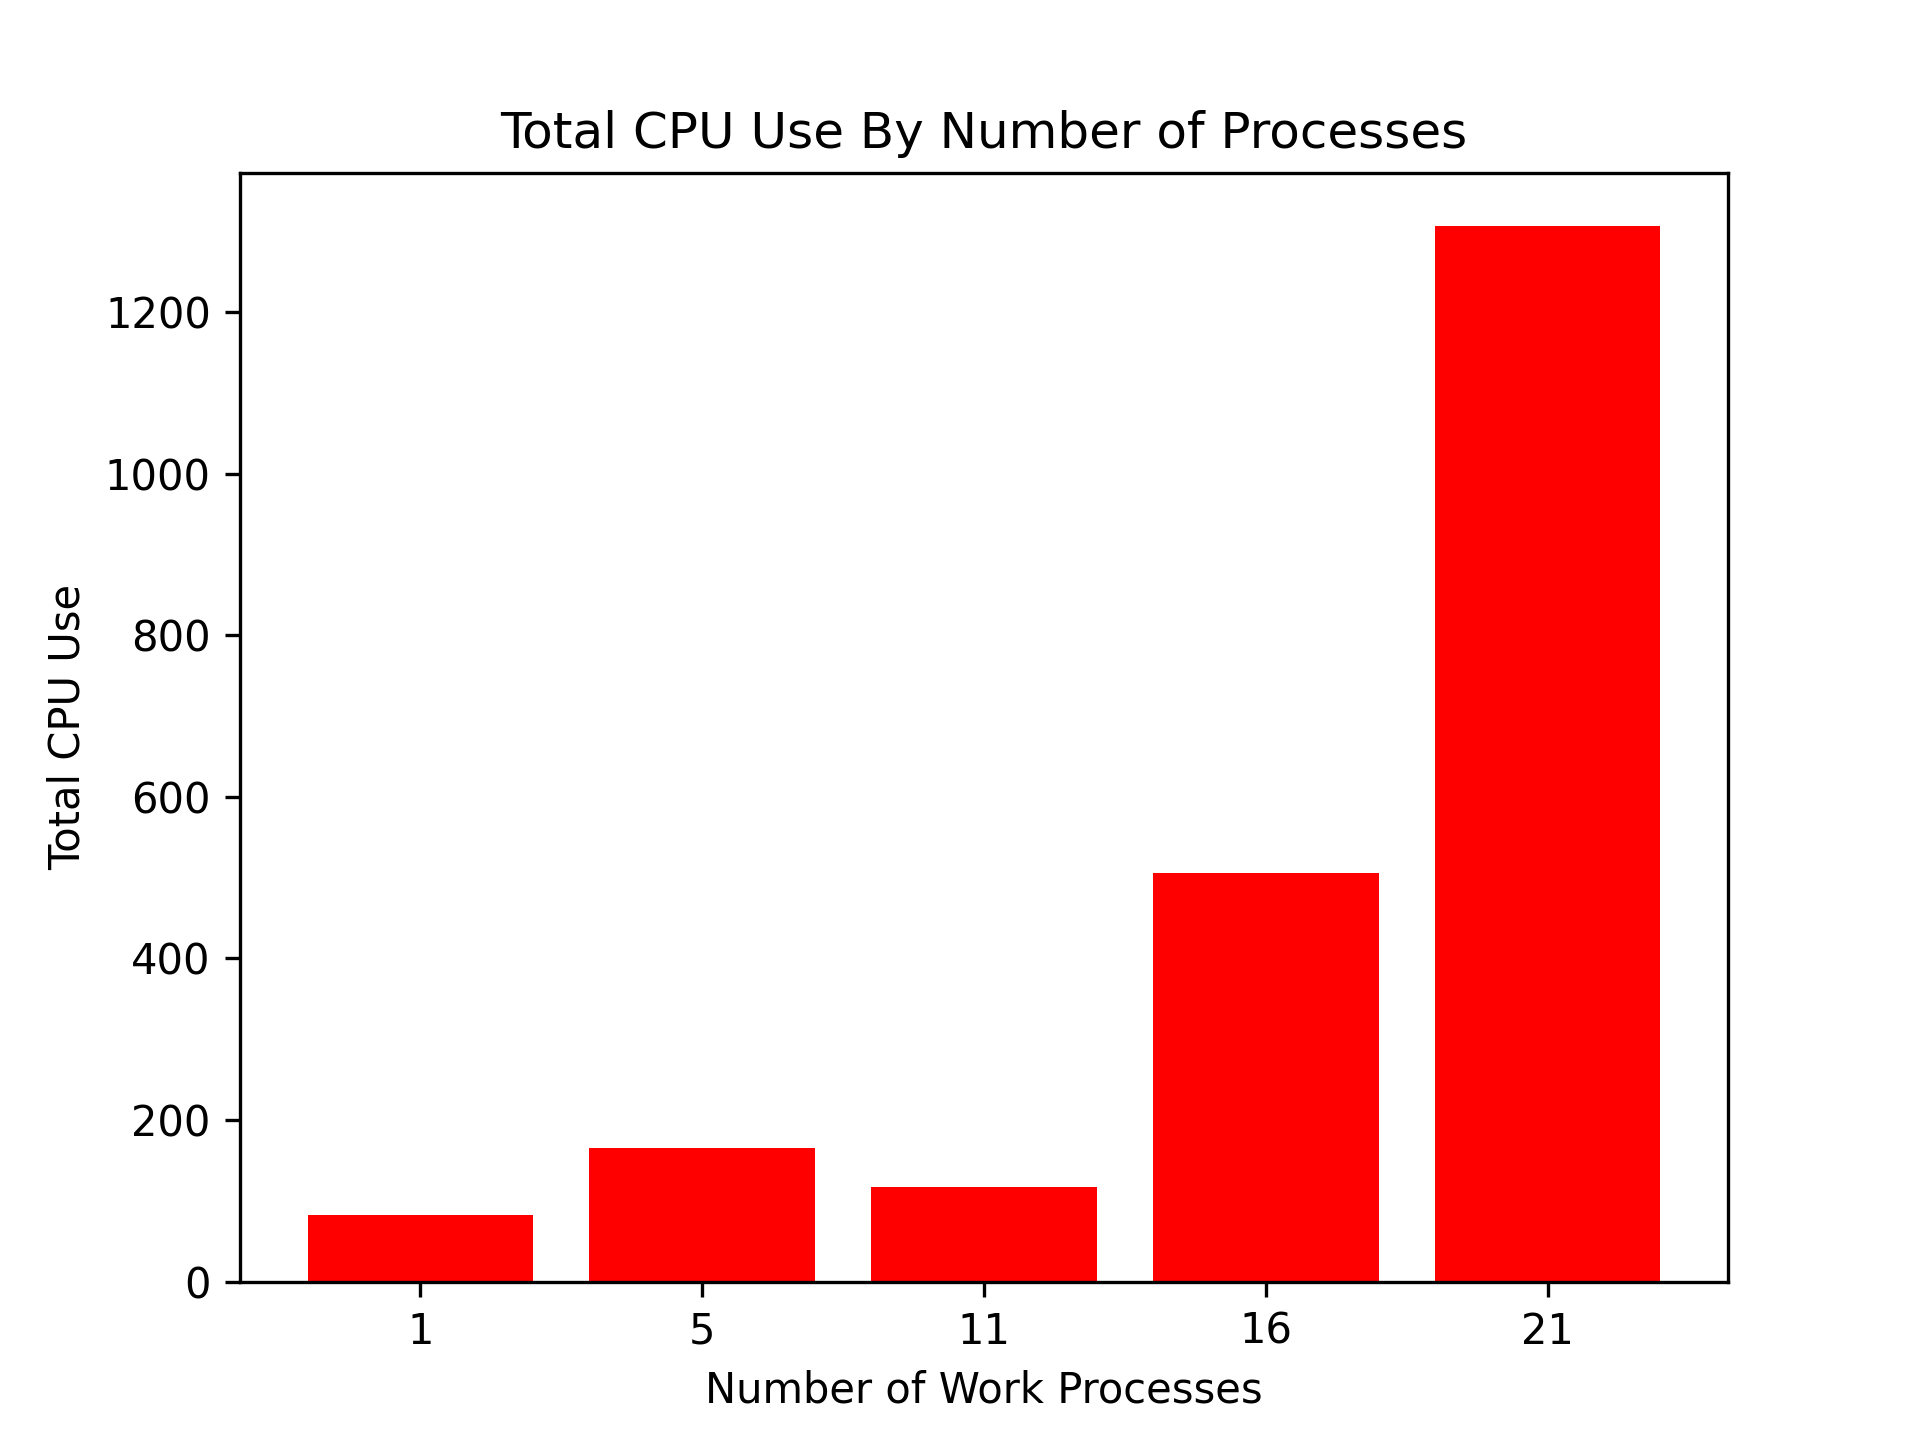 Total CPU Use By Number of Processes
1200
1000
800
600
400
200
0
Total CPU Use
1 5 11 16 21
Number of Work Processes